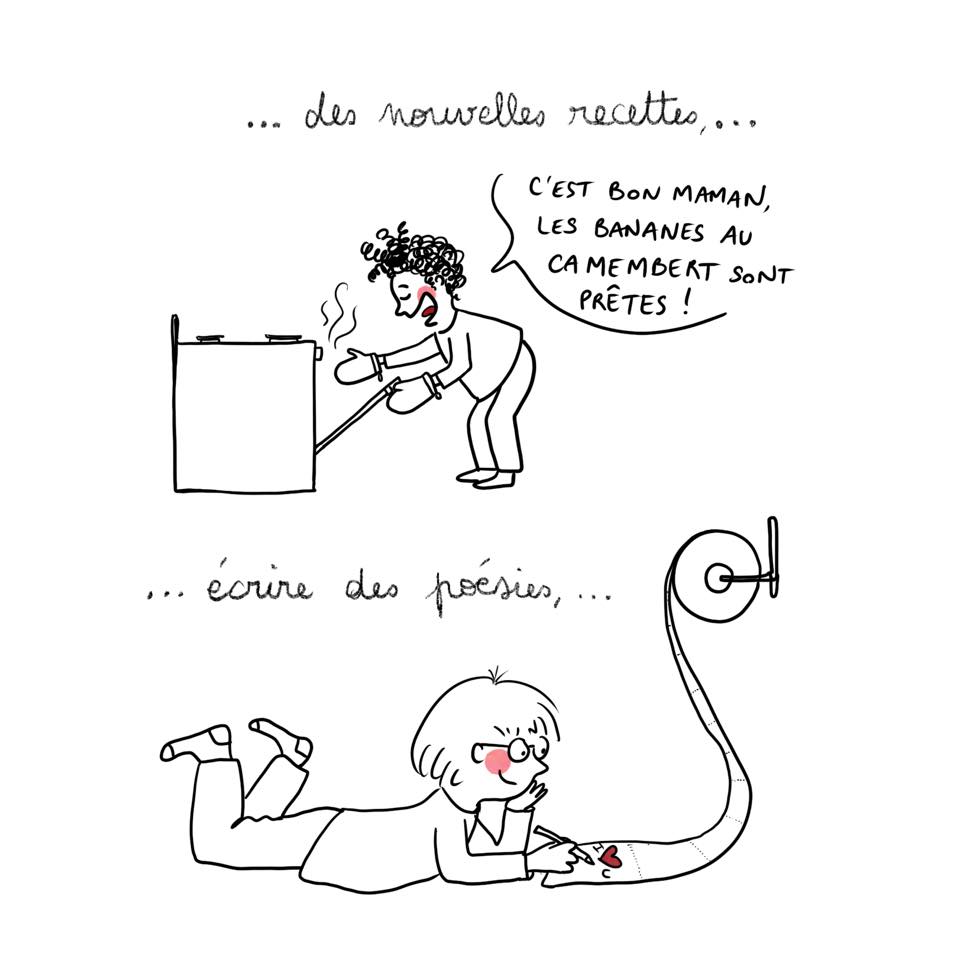 ... des nouvelles recettes,...
C'EST BON MAMAN,
LES BANANES AU
CAMEMBERT SONT
PRÊTES !
... écrire des poésies,...
I
U